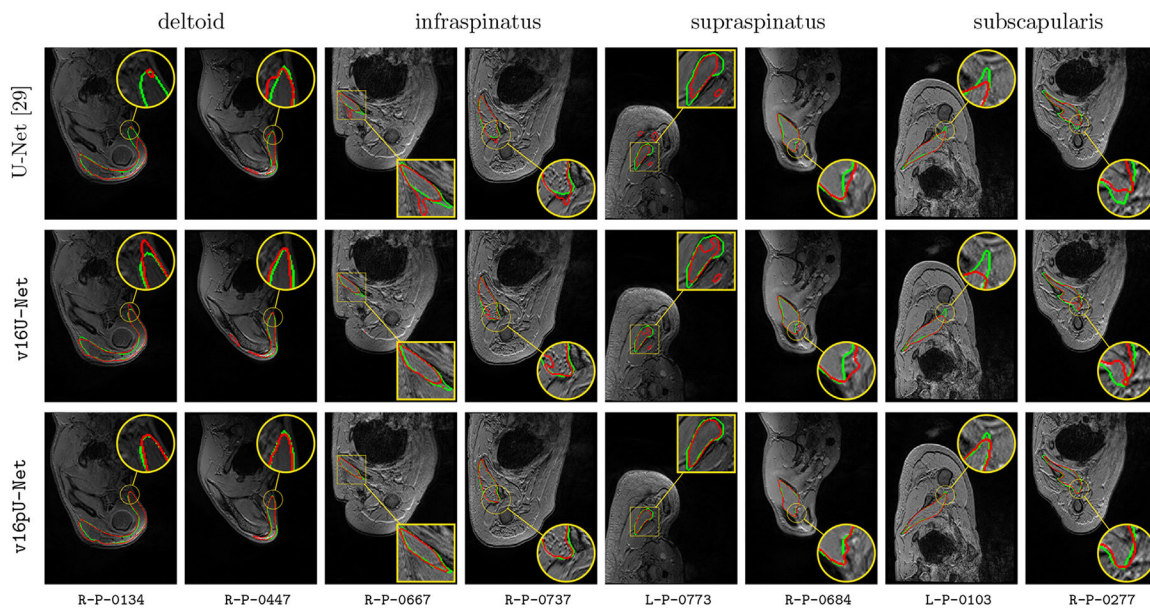 deltoid infraspinatus supraspinatus subscapularis
U-Net [29]
v16U-Net
v16pU-Net
R-P-0134 R-P-0447 R-P-0667 R-P-0737 L-P-0773 R-P-0684 L-P-0103 R-P-0277